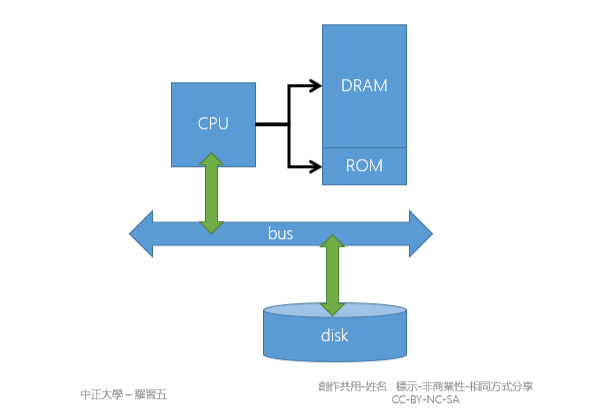 DRAM
CPU
ROM
bus
disk
中正大學 – 羅習五
創作共用-姓名 標示-非商業性-相同方式分享
CC-BY-NC-SA